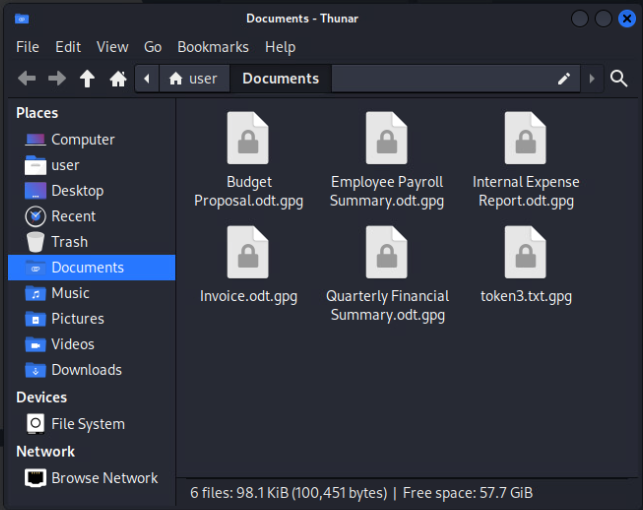 Documents - Thunar
File Edit View Go Bookmarks Help
user Documents
Places
Computer
user
Desktop
Recent
Trash
Documents
Music
Pictures
Videos
Downloads
Devices
File System
Network
Browse Network
Budget
Proposal.odt.gpg
Employee Payroll
Summary.odt.gpg
Internal Expense
Report.odt.gpg
Invoice.odt.gpg
Quarterly Financial
Summary.odt.gpg
token3.txt.gpg
6 files: 98.1 KiB (100,451 bytes) | Free space: 57.7 GiB